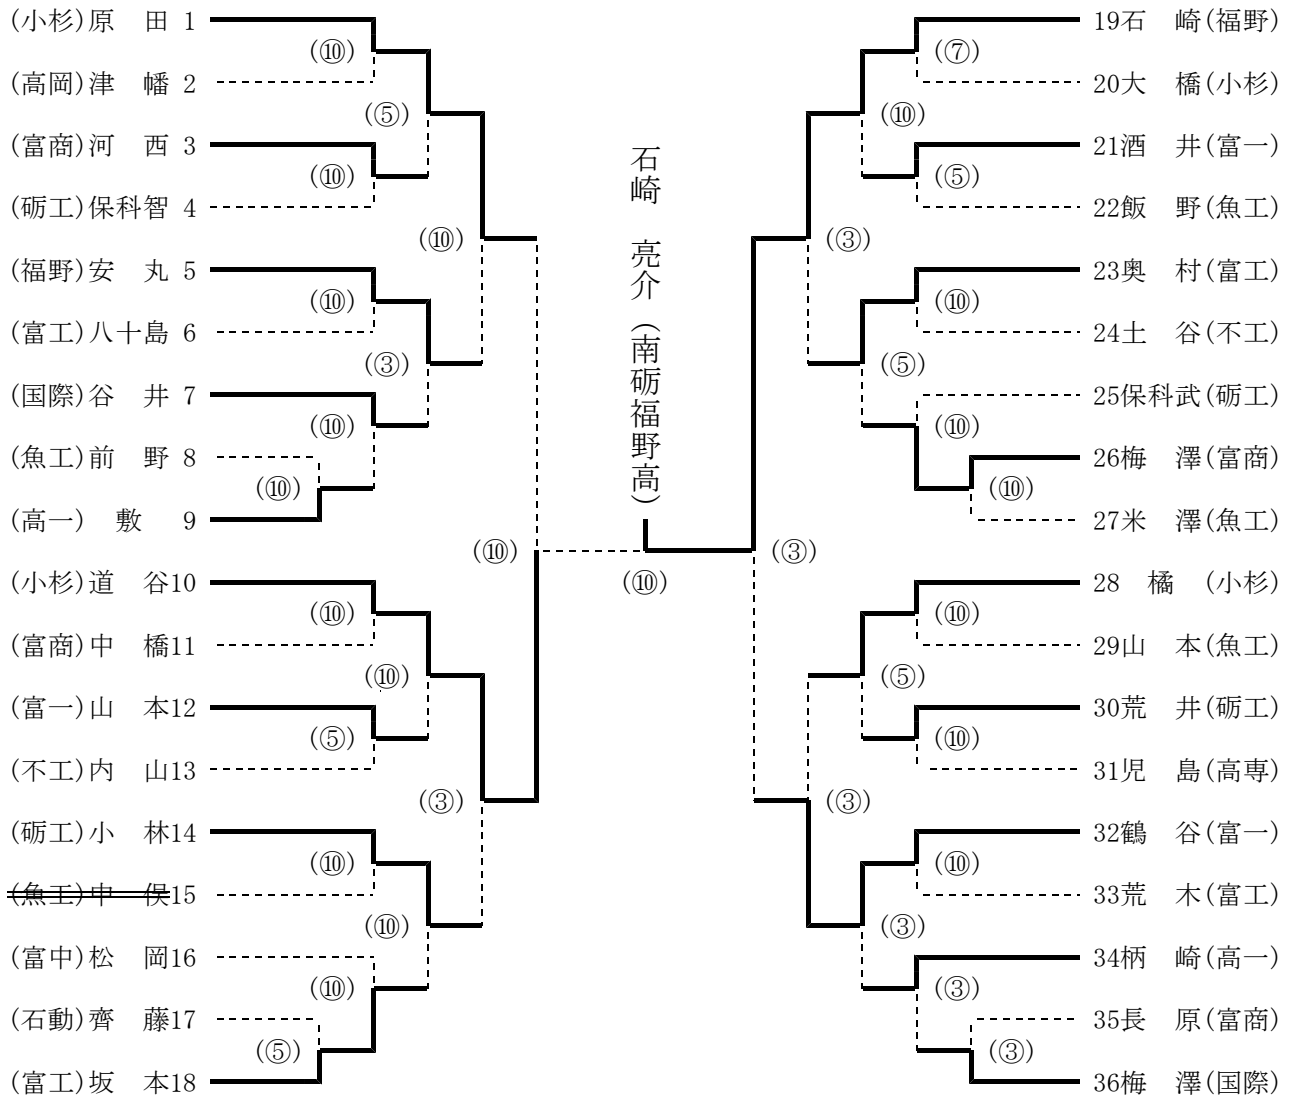 (小杉)原　田 1
(⑩)
(高岡)津　幡 2
(⑤)
(富商)河　西 3
(⑩)
(砺工)保科智 4
(⑩)
(福野)安　丸 5
(⑩)
(富工)八十島 6
(③)
(国際)谷　井 7
(⑩)
(魚工)前　野 8
(⑩)
(高一)　敷　 9
(⑩)
(小杉)道　谷10
(⑩)
(富商)中　橋11
(⑩)
(富一)山　本12
(⑤)
(不工)内　山13
(③)
(砺工)小　林14
(⑩)
(魚工)中　俣15
(⑩)
(富中)松　岡16
(⑩)
(石動)齊　藤17
(⑤)
(富工)坂　本18
石崎　亮介（南砺福野高）
(⑩)
19石　崎(福野)
(⑦)
20大　橋(小杉)
(⑩)
21酒　井(富一)
(⑤)
22飯　野(魚工)
(③)
23奥　村(富工)
(⑩)
24土　谷(不工)
(⑤)
25保科武(砺工)
(⑩)
26梅　澤(富商)
(⑩)
27米　澤(魚工)
(③)
28　橘　(小杉)
(⑩)
29山　本(魚工)
(⑤)
30荒　井(砺工)
(⑩)
31児　島(高専)
(③)
32鶴　谷(富一)
(⑩)
33荒　木(富工)
(③)
34柄　崎(高一)
(③)
35長　原(富商)
(③)
36梅　澤(国際)